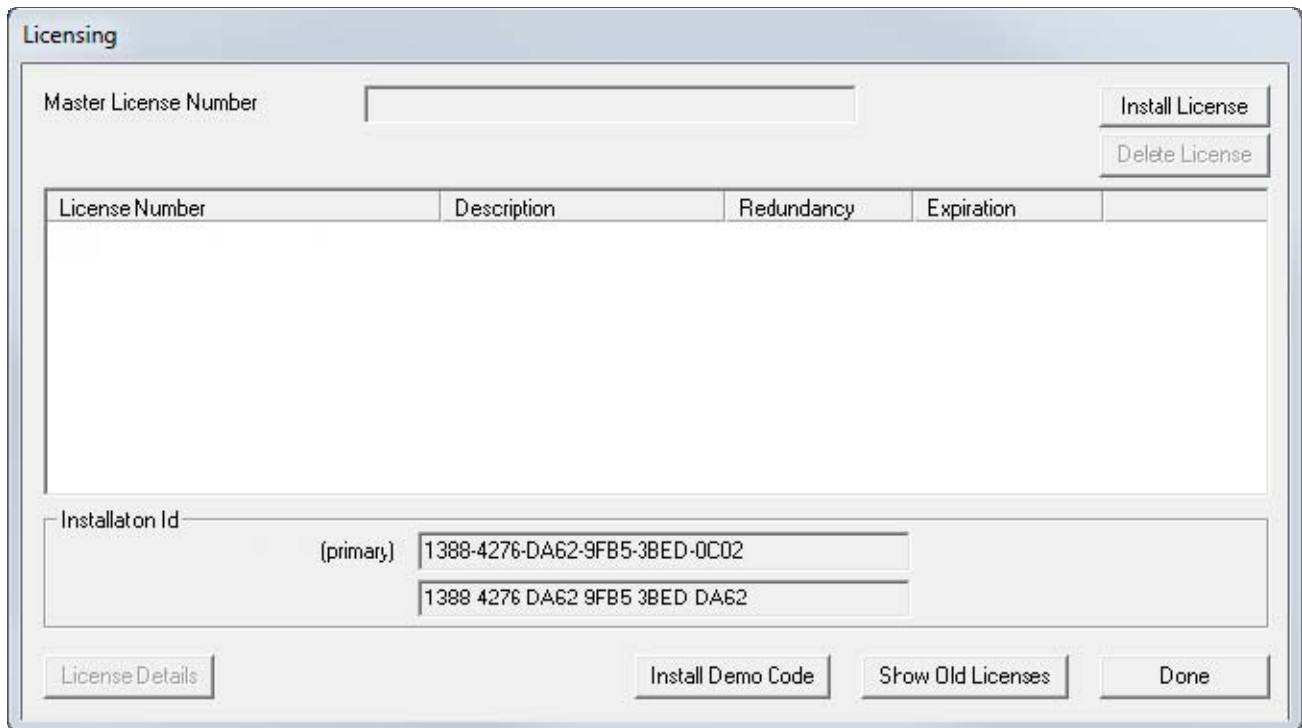 Licensing
Master License Number
Install License
Delete License
License Number Description Redundancy Expiration
Installaton Id
(primary) 1388-4276-DA62-9FB5-3BED-0C02
1388 4276 DA62 9FB5 3BED DA62
License Details Install Demo Code Show Old Licenses Done